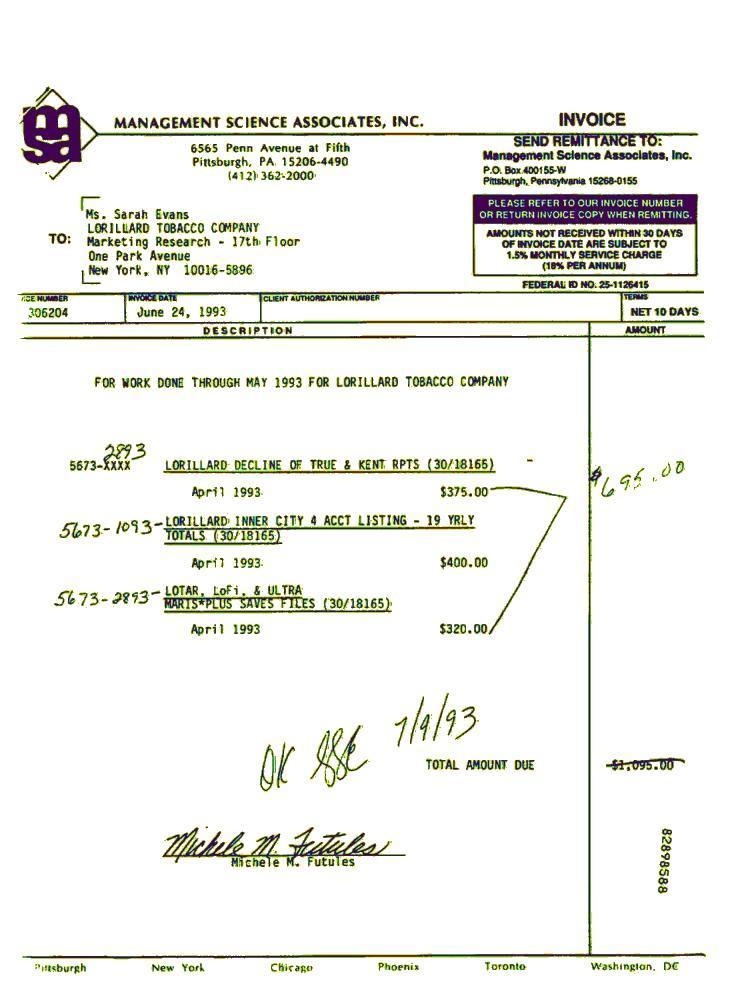 msa
MANAGEMENT SCIENCE ASSOCIATES, INC.
6565 Penn Avenue at Fifth
Pittsburgh, PA 15206-4490
(412) 362-2000
INVOICE
SEND REMITTANCE TO:
Management Science Associates, Inc.
P.O. Box 400155-W
Pittsburgh, Pennsylvania 15268-0155
PLEASE REFER TO OUR INVOICE NUMBER
OR RETURN INVOICE COPY WHEN REMITTING.
AMOUNTS NOT RECEIVED WITHIN 30 DAYS
OF INVOICE DATE ARE SUBJECT TO
1.5% MONTHLY SERVICE CHARGE
(18% PER ANNUM)
FEDERAL ID NO. 25-1126415
TO:
Ms. Sarah Evans
LORILLARD TOBACCO COMPANY
Marketing Research - 17th Floor
One Park Avenue
New York, NY 10016-5896
ICE NUMBER INVOICE DATE CLIENT AUTHORIZATION NUMBER TERMS
306204 June 24, 1993 NET 10 DAYS
DESCRIPTION AMOUNT
FOR WORK DONE THROUGH MAY 1993 FOR LORILLARD TOBACCO COMPANY
2893
5673-XXXX LORILLARD DECLINE OF TRUE & KENT RPTS (30/18165) $695.00
April 1993 $375.00
5673-1093- LORILLARD INNER CITY 4 ACCT LISTING - 19 YRLY
TOTALS (30/18165)
April 1993 $400.00
5673-2893- LOTAR, LoFi, & ULTRA
MARIS*PLUS SAVES FILES (30/18165)
April 1993 $320.00
OK SSE 7/9/93
TOTAL AMOUNT DUE $1,095.00
Michele M. Futules
Michele M. Futules
82898588
Pittsburgh New York Chicago Phoenix Toronto Washington, DC